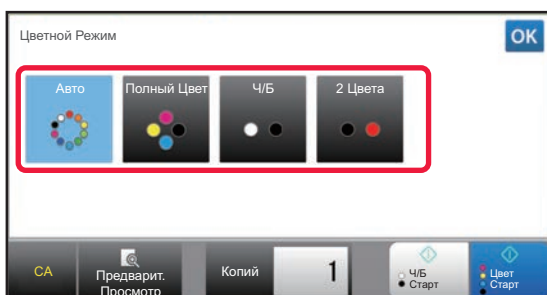 Цветной Режим
OK
Авто
Полный Цвет
Ч/Б
2 Цвета
CA
Предварит.
Просмотр
Копий
1
Ч/Б
Старт
Цвет
Старт